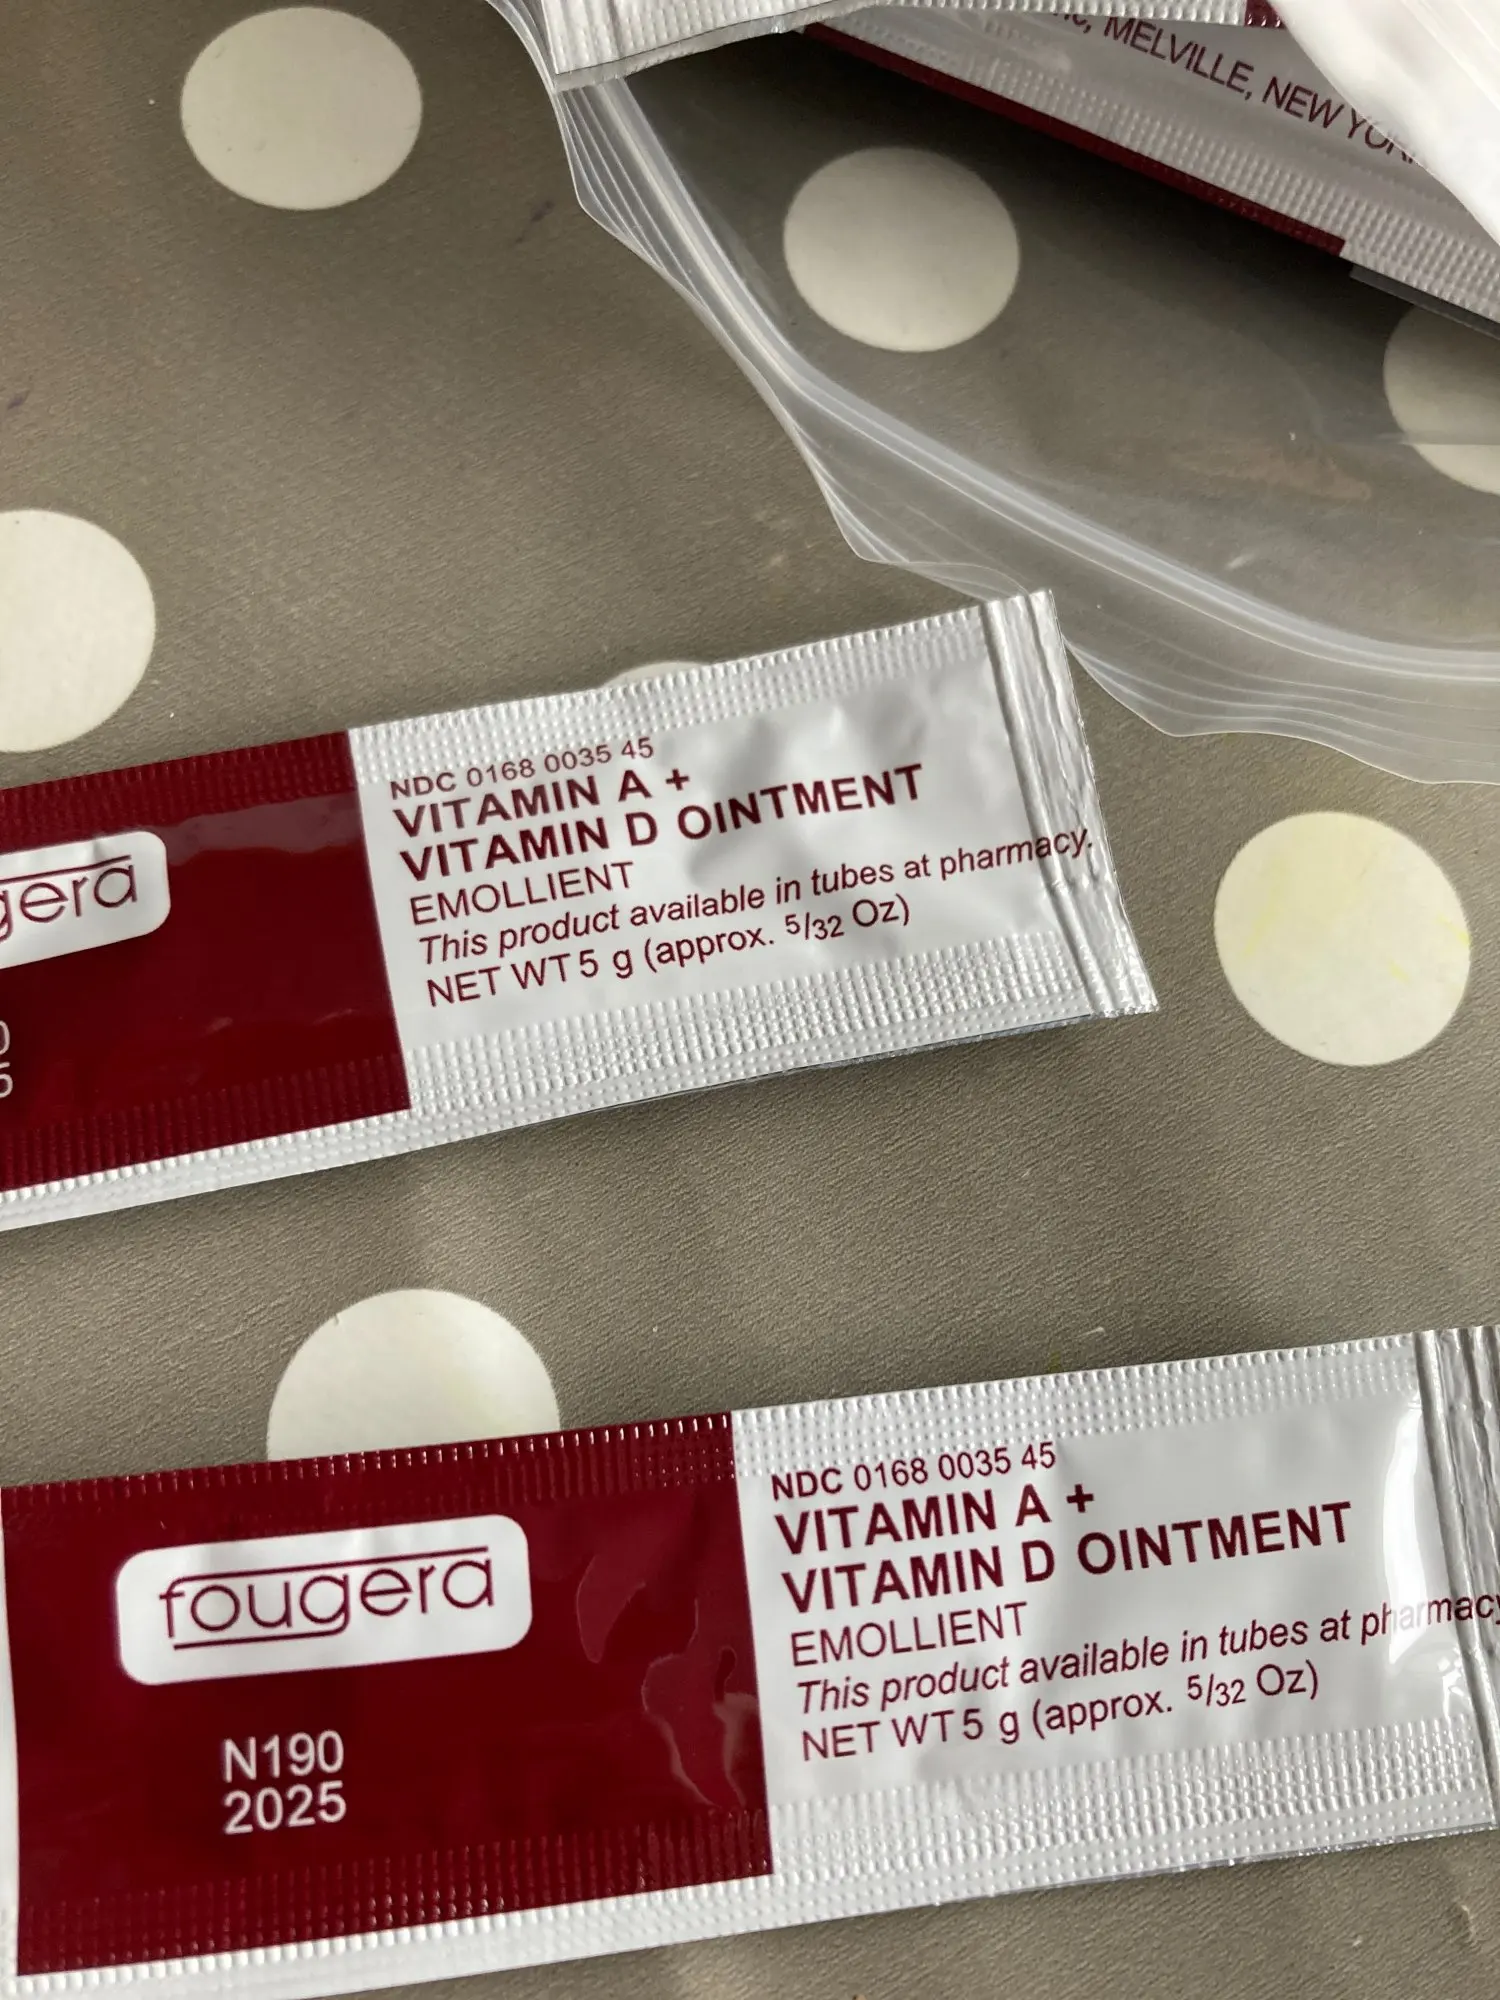 MELVILLE, NEW YORK
NDC 0168 0035 45
VITAMIN A +
VITAMIN D OINTMENT
EMOLLIENT
This product available in tubes at pharmacy.
NET WT 5 g (approx. 5/32 Oz)
fougera
N190
2025
NDC 0168 0035 45
VITAMIN A +
VITAMIN D OINTMENT
EMOLLIENT
This product available in tubes at pharmacy
NET WT 5 g (approx. 5/32 Oz)